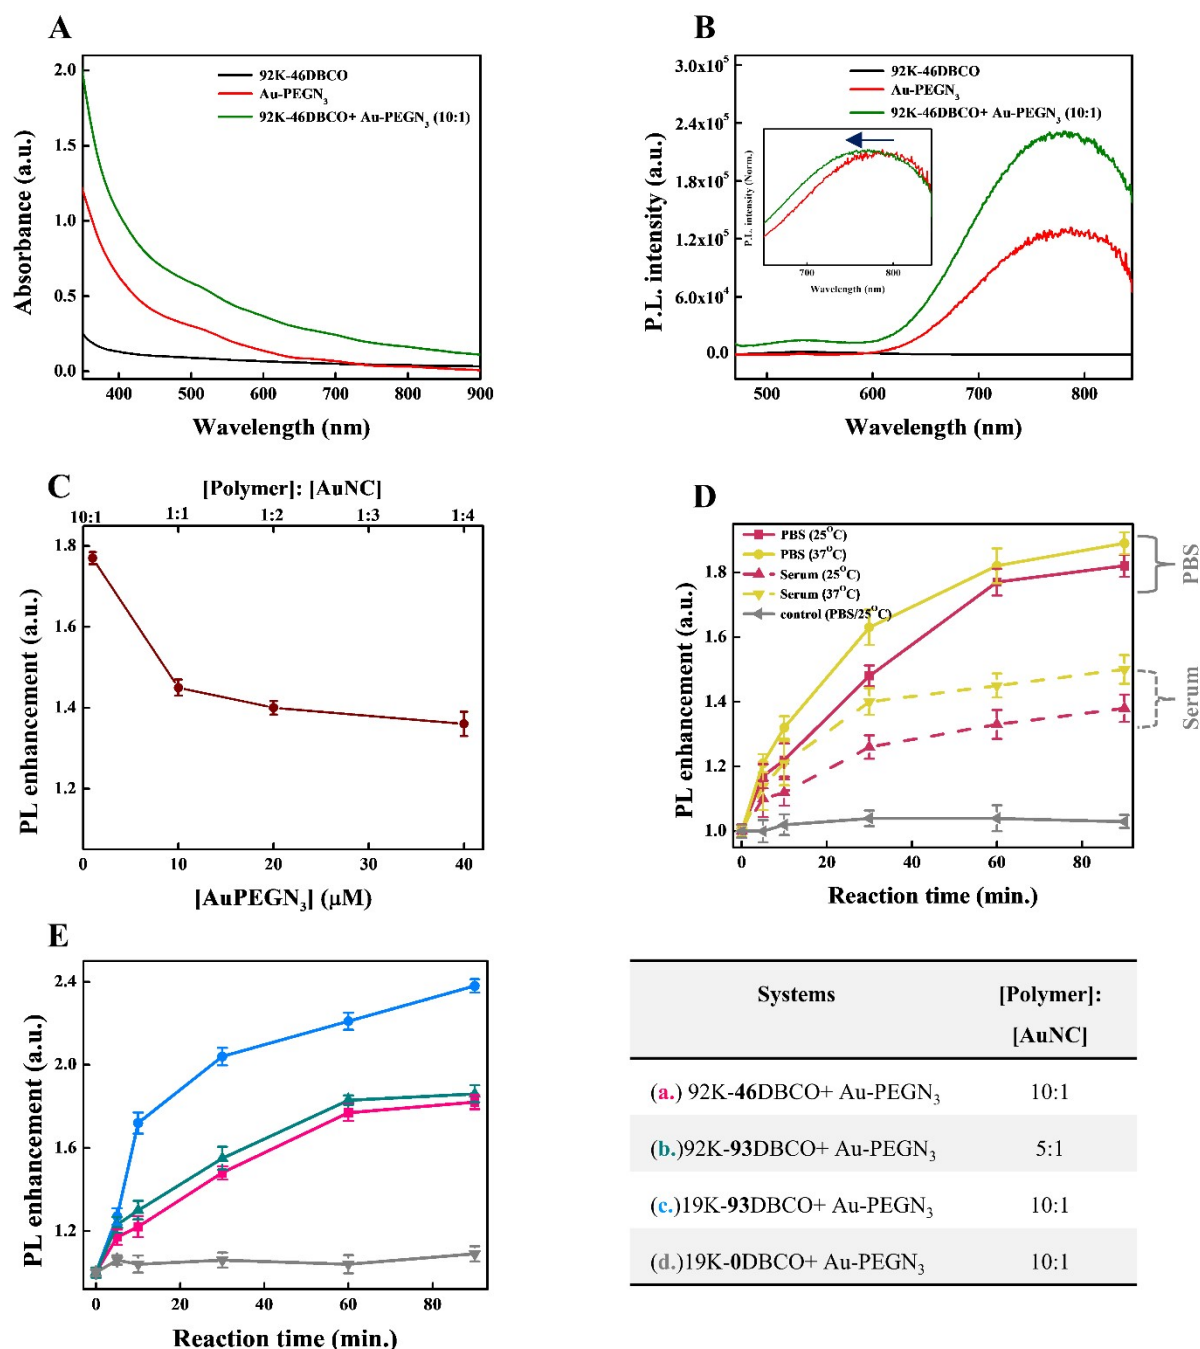 A
92K-46DBCO
Au-PEGN3
92K-46DBCO+ Au-PEGN3 (10:1)
2.0
1.5
1.0
0.5
0.0
400 500 600 700 800 900
Absorbance (a.u.)
Wavelength (nm)
B
92K-46DBCO
Au-PEGN3
92K-46DBCO+ Au-PEGN3 (10:1)
3.0x10^5
2.4x10^5
1.8x10^5
1.2x10^5
6.0x10^4
0.0
500 600 700 800
P.L. intensity (a.u.)
Wavelength (nm)
P.L. intensity (Norm.)
700 800
Wavelength (nm)
C
[Polymer]: [AuNC]
10:1 1:1 1:2 1:3 1:4
1.8
1.6
1.4
1.2
0 10 20 30 40
PL enhancement (a.u.)
[AuPEGN3] (μM)
D
PBS (25°C)
PBS (37°C)
Serum (25°C)
Serum (37°C)
control (PBS/25°C)
1.8
1.6
1.4
1.2
1.0
0 20 40 60 80
PL enhancement (a.u.)
Reaction time (min.)
PBS
Serum
E
2.4
2.0
1.6
1.2
0 20 40 60 80
PL enhancement (a.u.)
Reaction time (min.)
Systems [Polymer]:
[AuNC]
(a.) 92K-46DBCO+ Au-PEGN3 10:1
(b.)92K-93DBCO+ Au-PEGN3 5:1
(c.)19K-93DBCO+ Au-PEGN3 10:1
(d.)19K-0DBCO+ Au-PEGN3 10:1